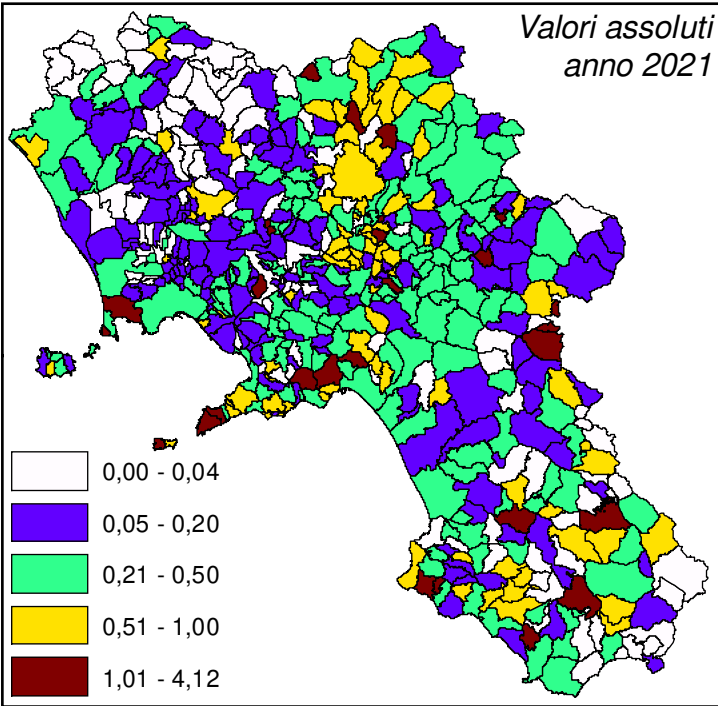 Valori assoluti
anno 2021
0,00 - 0,04
0,05 - 0,20
0,21 - 0,50
0,51 - 1,00
1,01 - 4,12